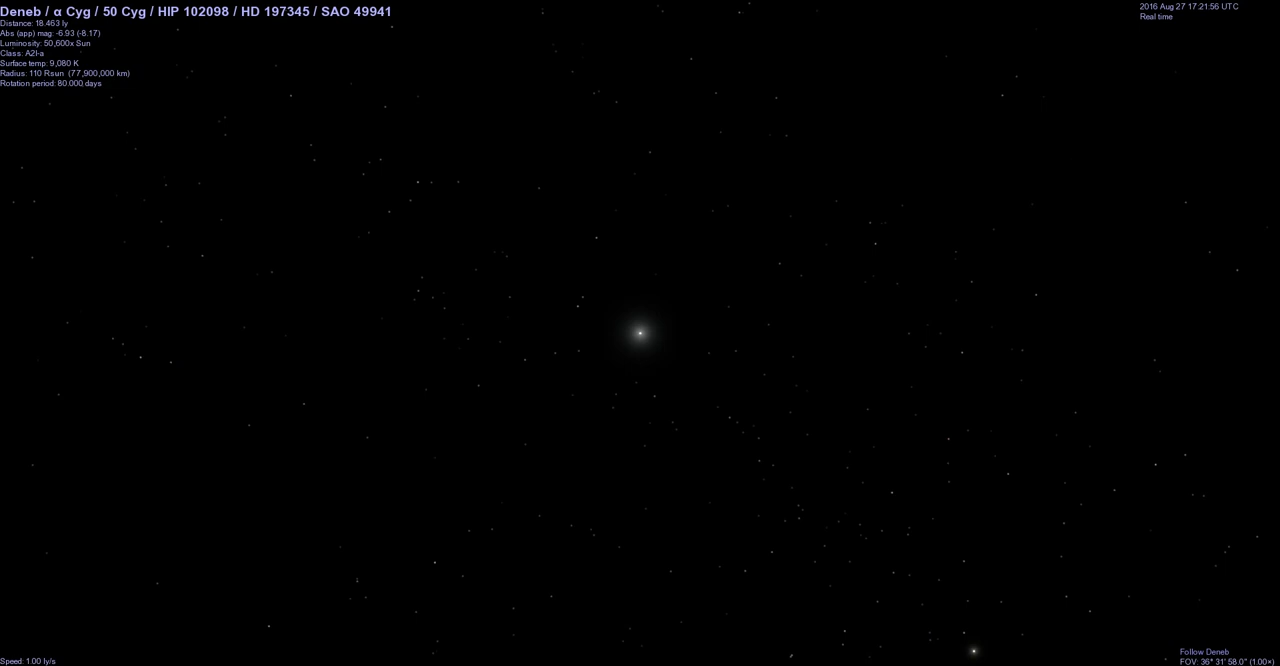 Deneb / α Cyg / 50 Cyg / HIP 102098 / HD 197345 / SAO 49941
Distance: 18.463 ly
Abs (app) mag: -6.93 (-8.17)
Luminosity: 50,600x Sun
Class: A2I-a
Surface temp: 9,080 K
Radius: 110 Rsun (77,900,000 km)
Rotation period: 80.000 days
2016 Aug 27 17:21:56 UTC
Real time
Speed: 1.00 ly/s
Follow Deneb
FOV: 36° 31' 58.0" (1.00×)